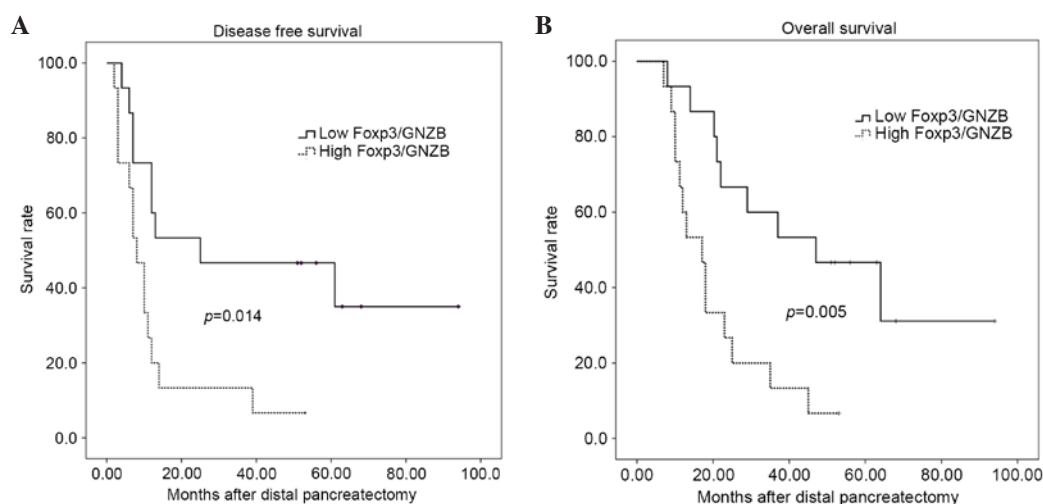 A
Disease free survival
100.0
80.0
60.0
40.0
20.0
0.0
Survival rate
Low Foxp3/GNZB
High Foxp3/GNZB
p=0.014
0.00 20.00 40.00 60.00 80.00 100.00
Months after distal pancreatectomy
B
Overall survival
100.0
80.0
60.0
40.0
20.0
0.0
Survival rate
Low Foxp3/GNZB
High Foxp3/GNZB
p=0.005
0.00 20.00 40.00 60.00 80.00 100.00
Months after distal pancreatectomy